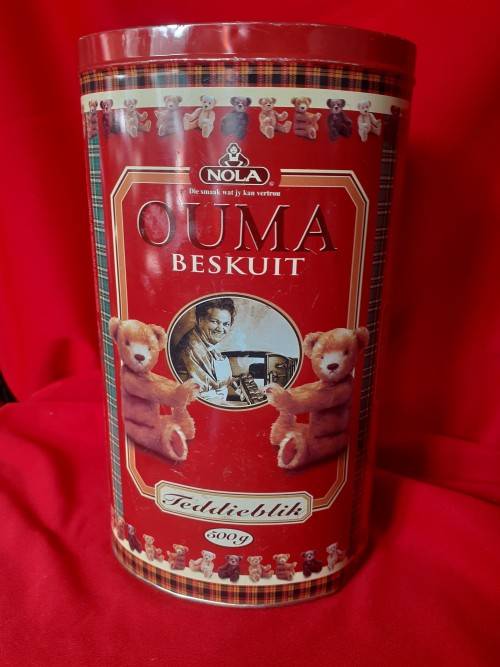 NOLA
Die smaak wat jy kan vertrou
OUMA
BESKUIT
Teddieblik
500g